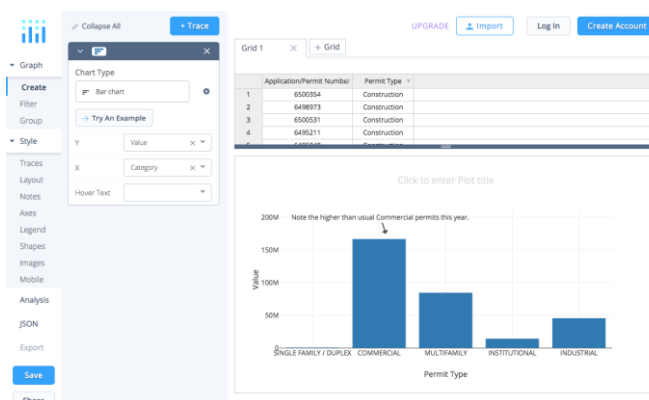 Collapse All
+ Trace
UPGRADE
Import
Log In
Create Account
Graph
Create
Filter
Group
Style
Traces
Layout
Notes
Axes
Legend
Shapes
Images
Mobile
Analysis
JSON
Export
Save
Share
Chart Type
Bar chart
Try An Example
Y Value
X Category
Hover Text
Grid 1
+ Grid
Application/Permit Number Permit Type
1 6500354 Construction
2 6498973 Construction
3 6500531 Construction
4 6495211 Construction
Click to enter Plot title
Note the higher than usual Commercial permits this year.
200M
150M
100M
50M
0
Value
SINGLE FAMILY / DUPLEX COMMERCIAL MULTIFAMILY INSTITUTIONAL INDUSTRIAL
Permit Type